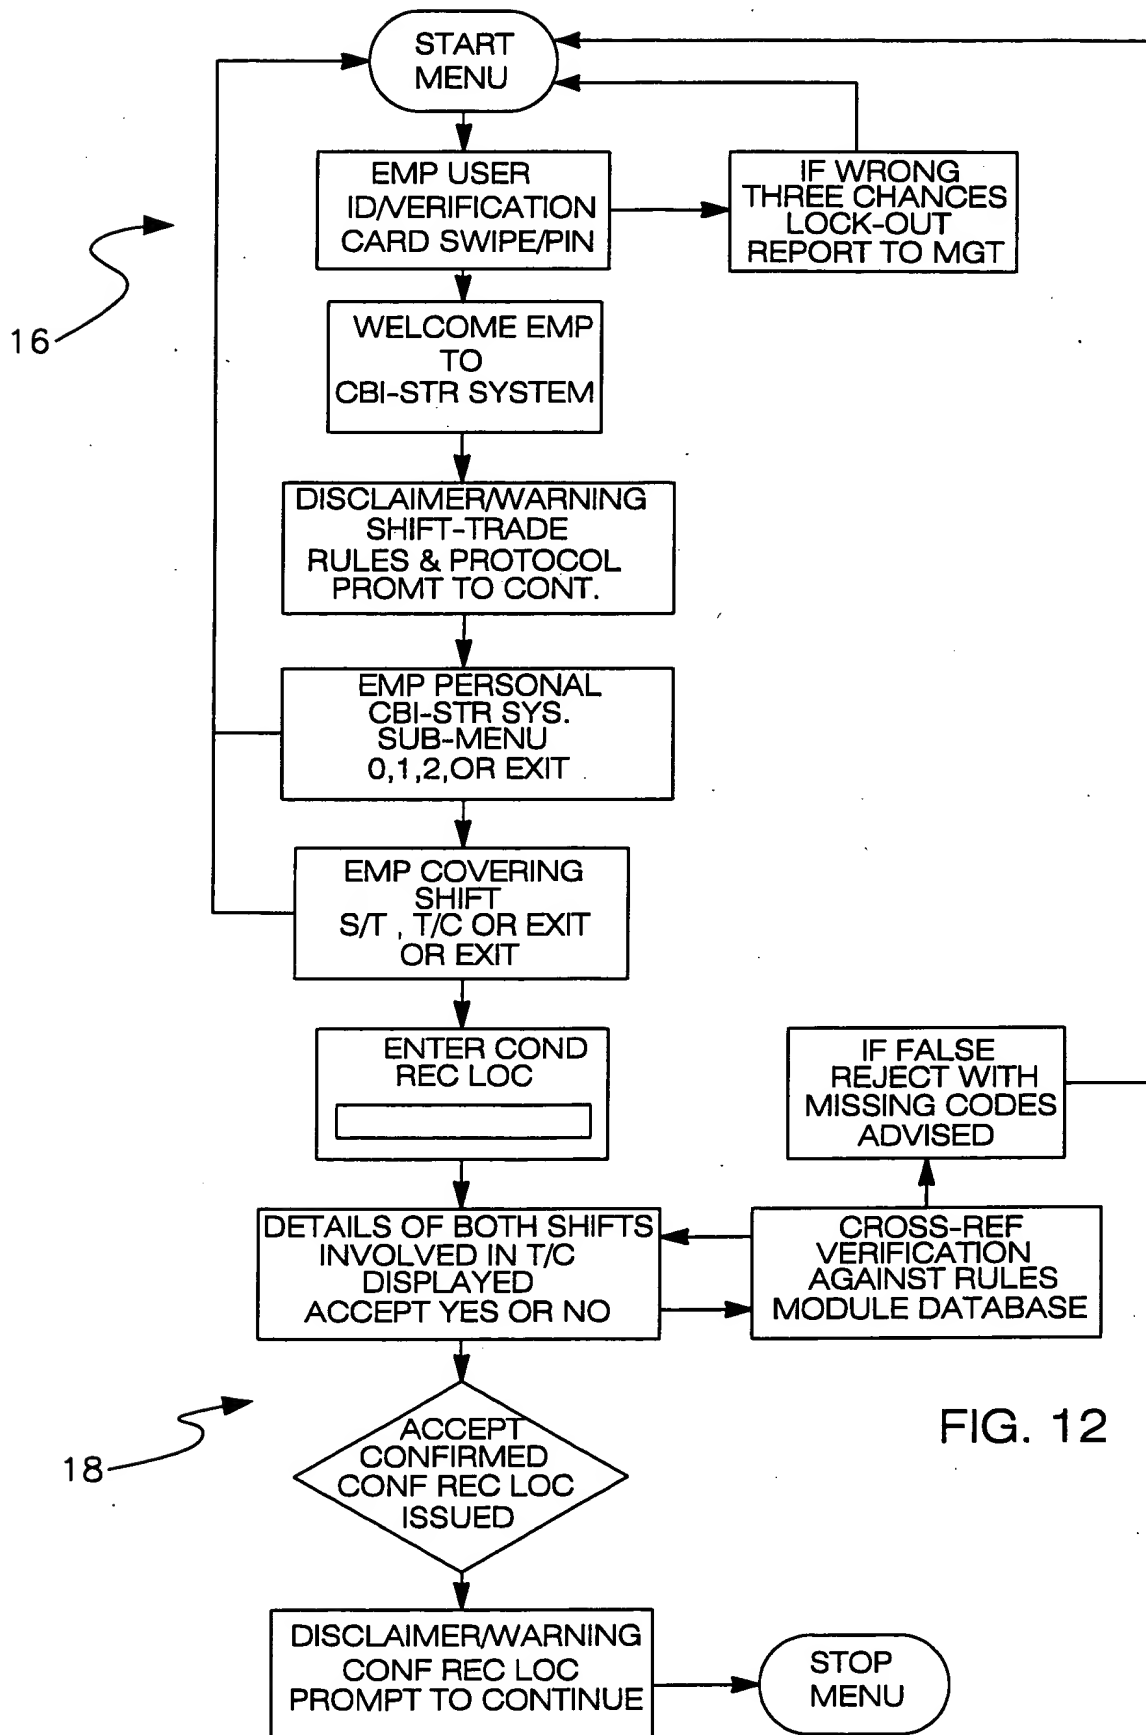 START
MENU
EMP USER
ID/VERIFICATION
CARD SWIPE/PIN
IF WRONG
THREE CHANCES
LOCK-OUT
REPORT TO MGT
16
WELCOME EMP
TO
CBI-STR SYSTEM
DISCLAIMER/WARNING
SHIFT-TRADE
RULES & PROTOCOL
PROMT TO CONT.
EMP PERSONAL
CBI-STR SYS.
SUB-MENU
0,1,2,OR EXIT
EMP COVERING
SHIFT
S/T , T/C OR EXIT
OR EXIT
ENTER COND
REC LOC
IF FALSE
REJECT WITH
MISSING CODES
ADVISED
DETAILS OF BOTH SHIFTS
INVOLVED IN T/C
DISPLAYED
ACCEPT YES OR NO
CROSS-REF
VERIFICATION
AGAINST RULES
MODULE DATABASE
18
ACCEPT
CONFIRMED
CONF REC LOC
ISSUED
FIG. 12
DISCLAIMER/WARNING
CONF REC LOC
PROMPT TO CONTINUE
STOP
MENU